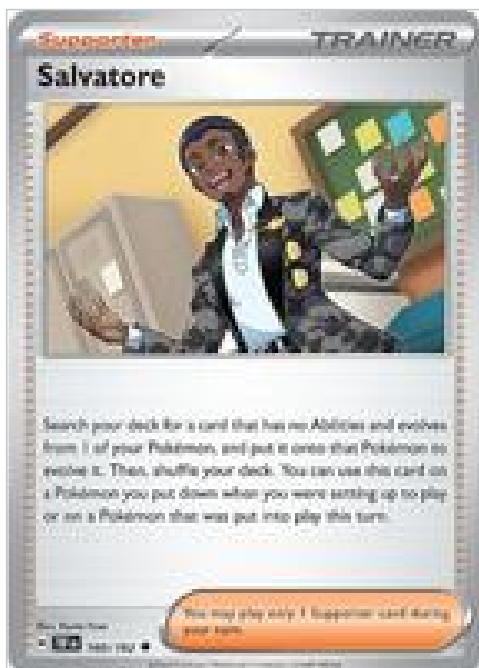 Supporter
TRAINER
Salvatore
Search your deck for a card that has no Abilities and evolves
from 1 of your Pokémon, and put it onto that Pokémon to
evolve it. Then, shuffle your deck. You can use this card on
a Pokémon you put down when you were setting up to play
or on a Pokémon that was put into play this turn.
You may play only 1 Supporter card during
your turn.